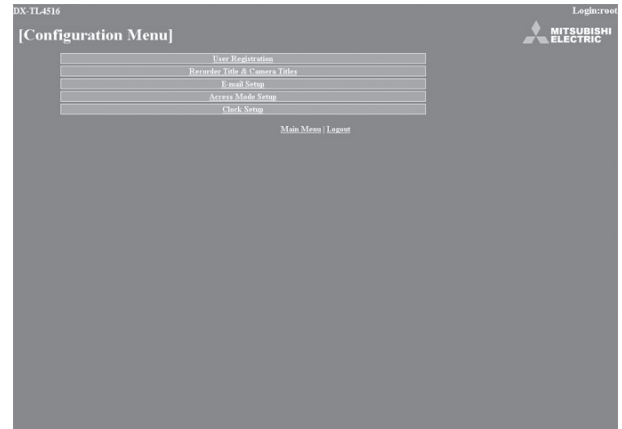 DX-TL4516
Login:root
[Configuration Menu]
MITSUBISHI
ELECTRIC
User Registration
Recorder Title & Camera Titles
E-mail Setup
Access Mode Setup
Clock Setup
Main Menu | Logout